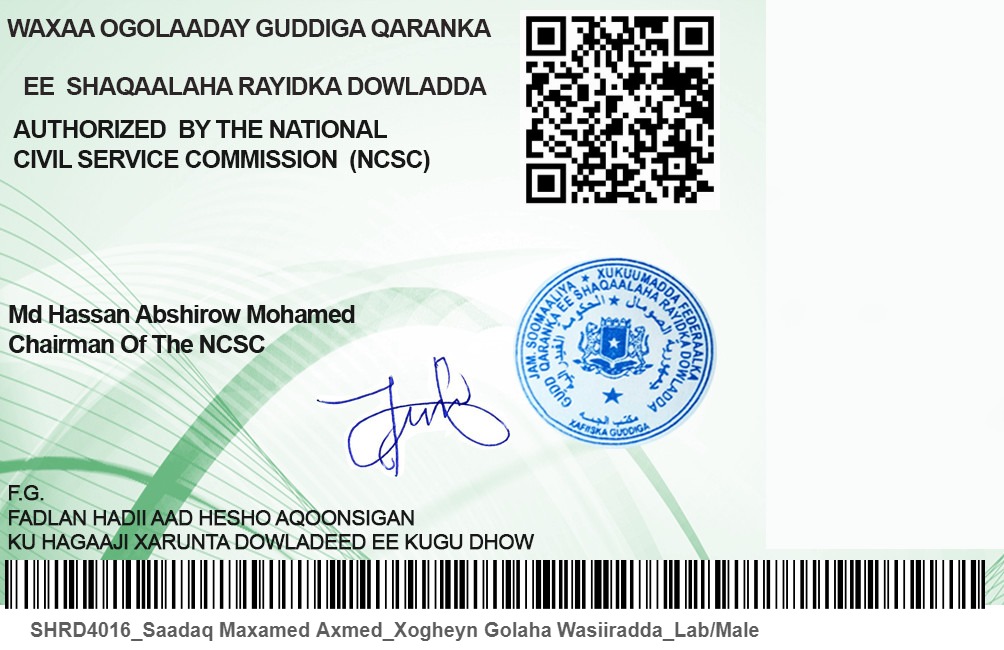 WAXAA OGOLAADAY GUDDIGA QARANKA
EE SHAQAALAHA RAYIDKA DOWLADDA
AUTHORIZED BY THE NATIONAL
CIVIL SERVICE COMMISSION (NCSC)
Md Hassan Abshirow Mohamed
Chairman Of The NCSC
JAM. SOOMAALIYA ★ XUKUUMADDA FEDERAALKA
GUDD QARANKA EE SHAQAALAHA RAYIDKA DOWLADDA
XAFIISKA GUDDIGA
F.G.
FADLAN HADII AAD HESHO AQOONSIGAN
KU HAGAAJI XARUNTA DOWLADEED EE KUGU DHOW
SHRD4016_Saadaq Maxamed Axmed_Xogheyn Golaha Wasiiradda_Lab/Male